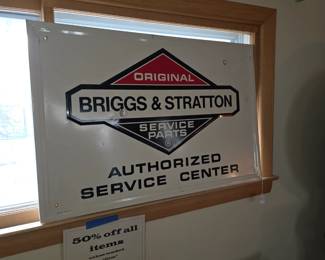 ORIGINAL
BRIGGS & STRATTON
SERVICE
PARTS
AUTHORIZED
SERVICE CENTER
50% off all
items